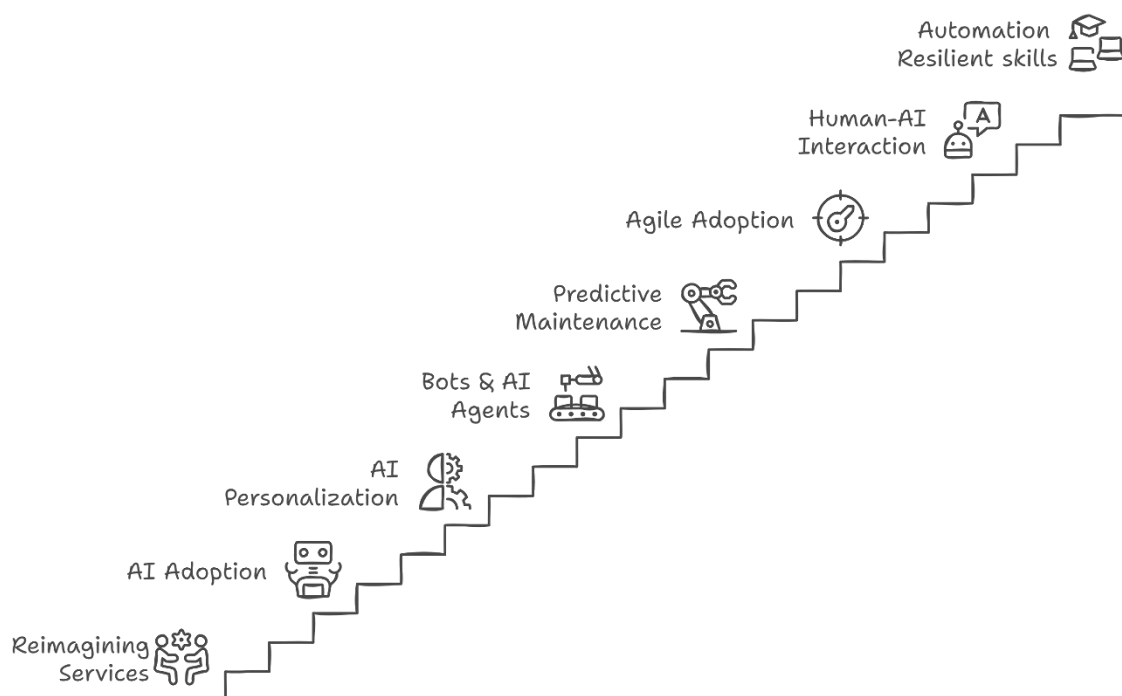 Automation
Resilient skills
Human-AI
Interaction
A
Agile Adoption
Predictive
Maintenance
Bots & AI
Agents
AI
Personalization
AI Adoption
Reimagining
Services